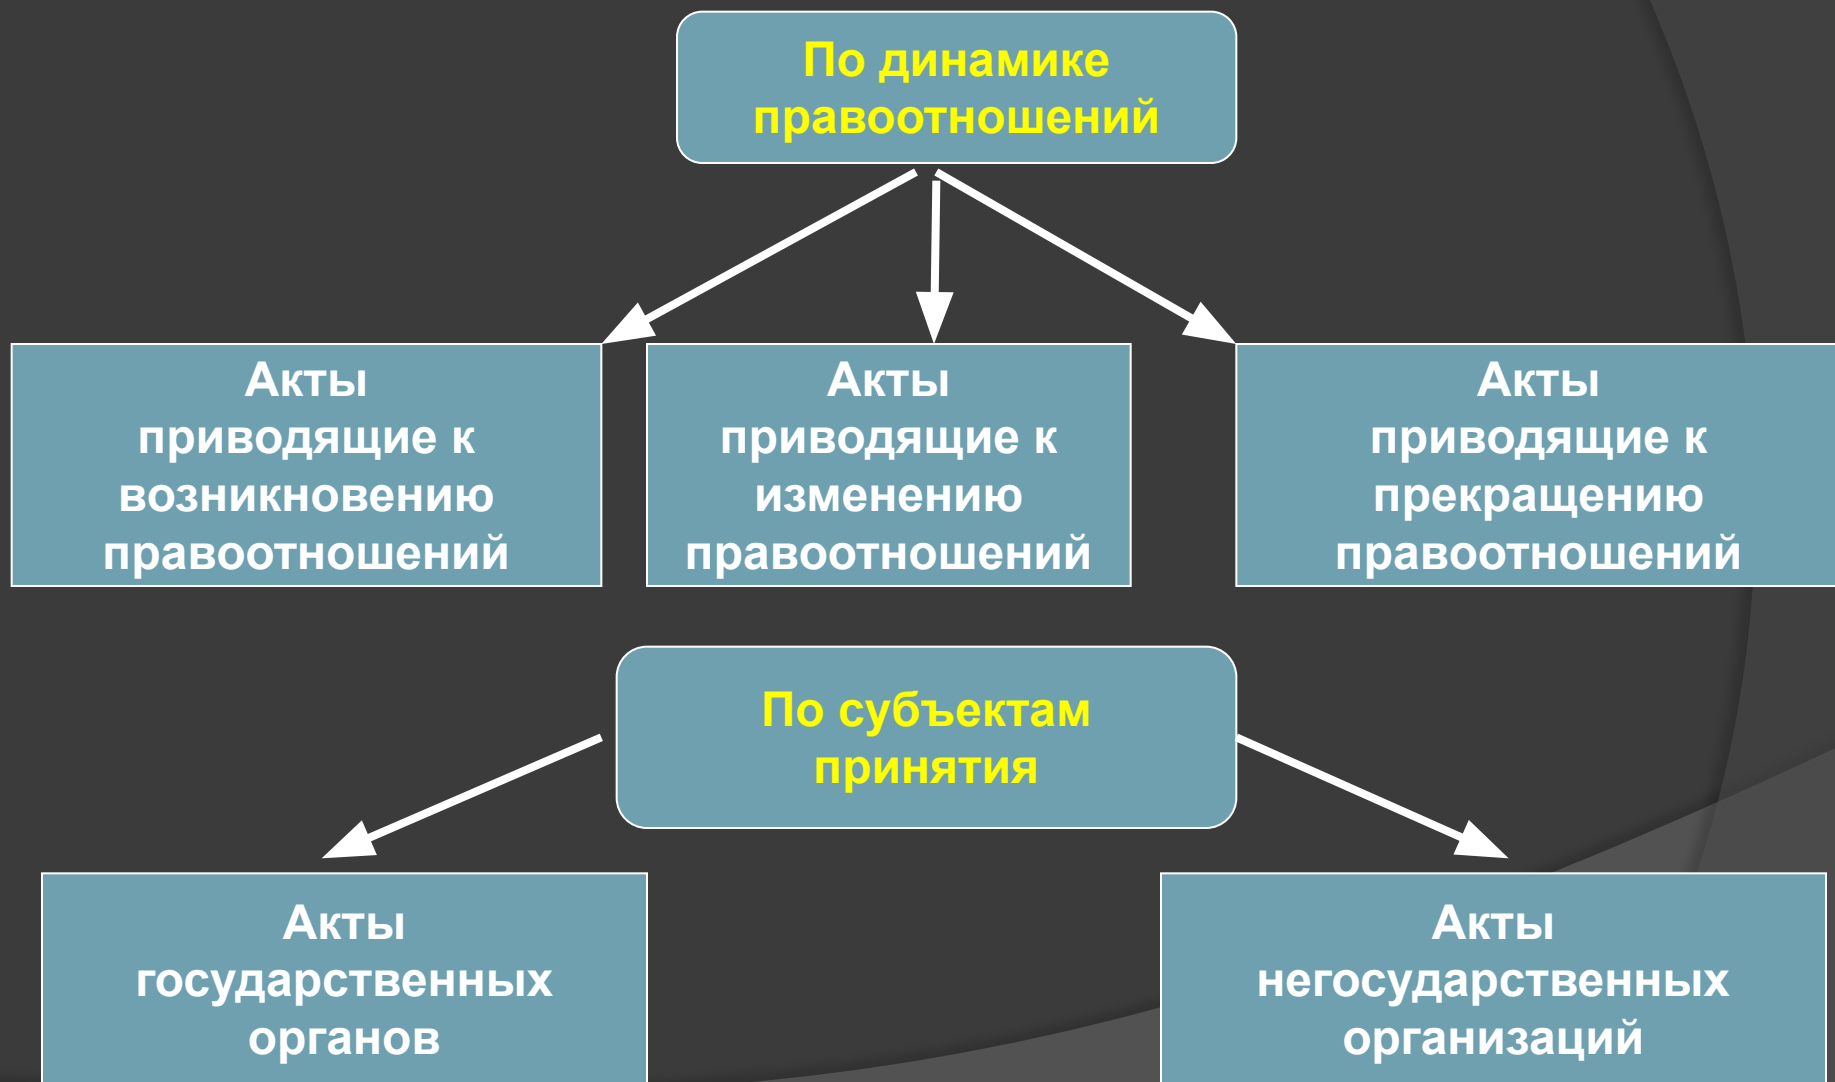 По динамике
правоотношений
Акты
приводящие к
возникновению
правоотношений
Акты
приводящие к
изменению
правоотношений
Акты
приводящие к
прекращению
правоотношений
По субъектам
принятия
Акты
государственных
органов
Акты
негосударственных
организаций